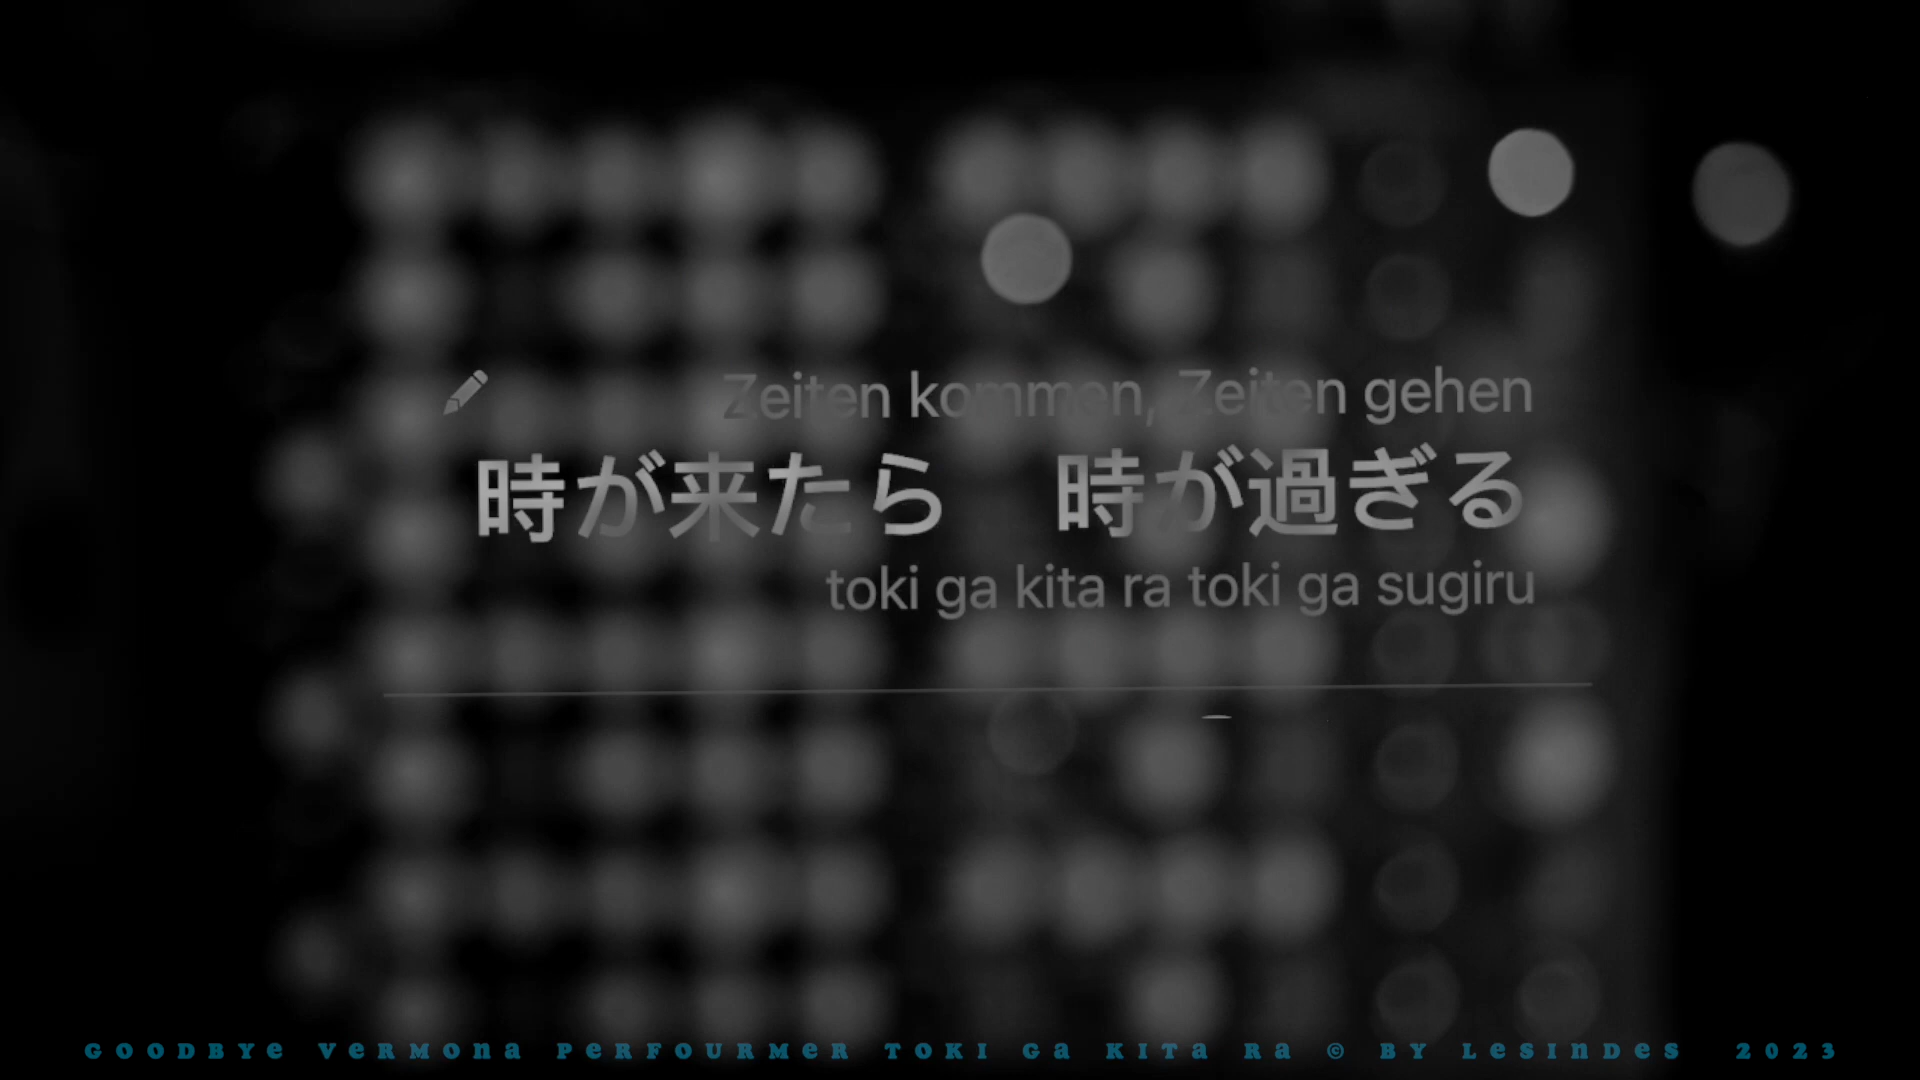 Zeiten kommen, Zeiten gehen
時が来たら　時が過ぎる
toki ga kita ra toki ga sugiru
GOODBYe VeRMOna PeRFOURMeR TOKI Ga KITa Ra © BY LeSInDeS 2023